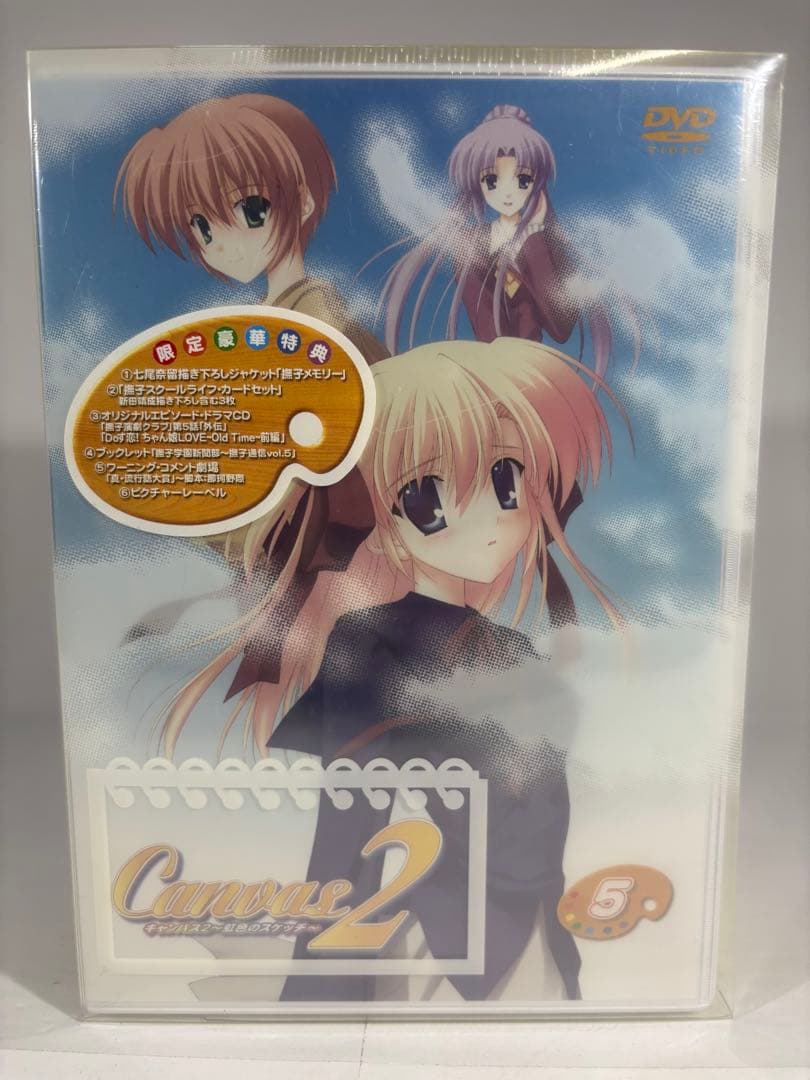 DVD
VIDEO
限定豪華特典
①七尾奈留描き下ろしジャケット「撫子メモリー」
②「撫子スクールライフ・カードセット」
新田靖成描き下ろし含む3枚
③オリジナルエピソード・ドラマCD
「撫子演劇クラブ」第5話「外伝」
「Doす恋!ちゃん娘LOVE~Old Time~前編」
④ブックレット「撫子学園新聞部~撫子通信vol.5」
⑤ワーニング・コメント劇場
「真・流行語大賞」~脚本:那珂野原
⑥ピクチャーレーベル
Canvas2
キャンバス2~虹色のスケッチ~
5